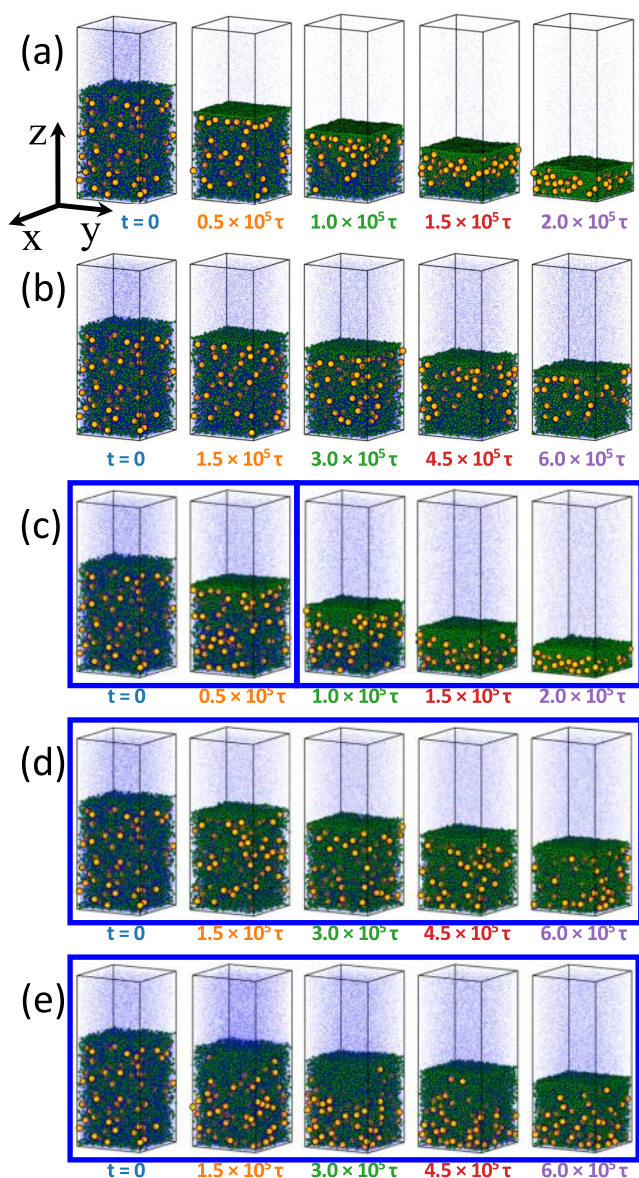 (a)
z
x y
t = 0 0.5 × 10⁵ τ 1.0 × 10⁵ τ 1.5 × 10⁵ τ 2.0 × 10⁵ τ
(b)
t = 0 1.5 × 10⁵ τ 3.0 × 10⁵ τ 4.5 × 10⁵ τ 6.0 × 10⁵ τ
(c)
t = 0 0.5 × 10⁵ τ 1.0 × 10⁵ τ 1.5 × 10⁵ τ 2.0 × 10⁵ τ
(d)
t = 0 1.5 × 10⁵ τ 3.0 × 10⁵ τ 4.5 × 10⁵ τ 6.0 × 10⁵ τ
(e)
t = 0 1.5 × 10⁵ τ 3.0 × 10⁵ τ 4.5 × 10⁵ τ 6.0 × 10⁵ τ